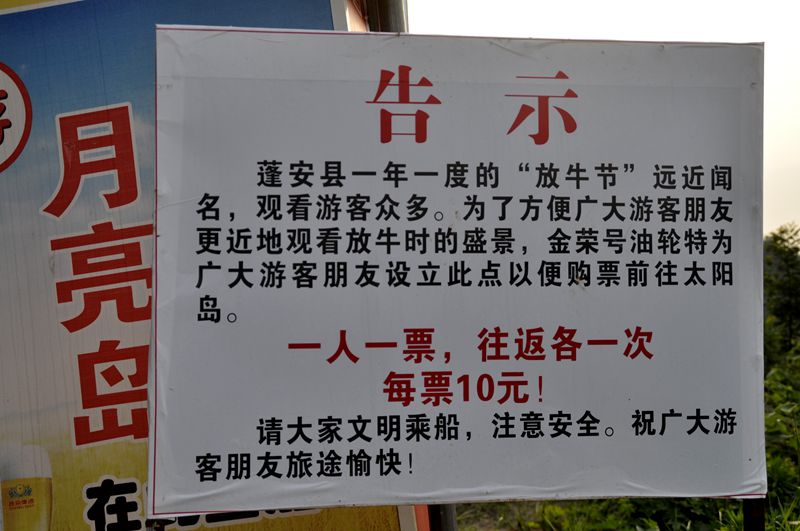 告示
蓬安县一年一度的“放牛节”远近闻
名，观看游客众多。为了方便广大游客朋友
更近地观看放牛时的盛景，金荣号油轮特为
广大游客朋友设立此点以便购票前往太阳
岛。
一人一票，往返各一次
每票10元！
请大家文明乘船，注意安全。祝广大游
客朋友旅途愉快！
月亮岛
在